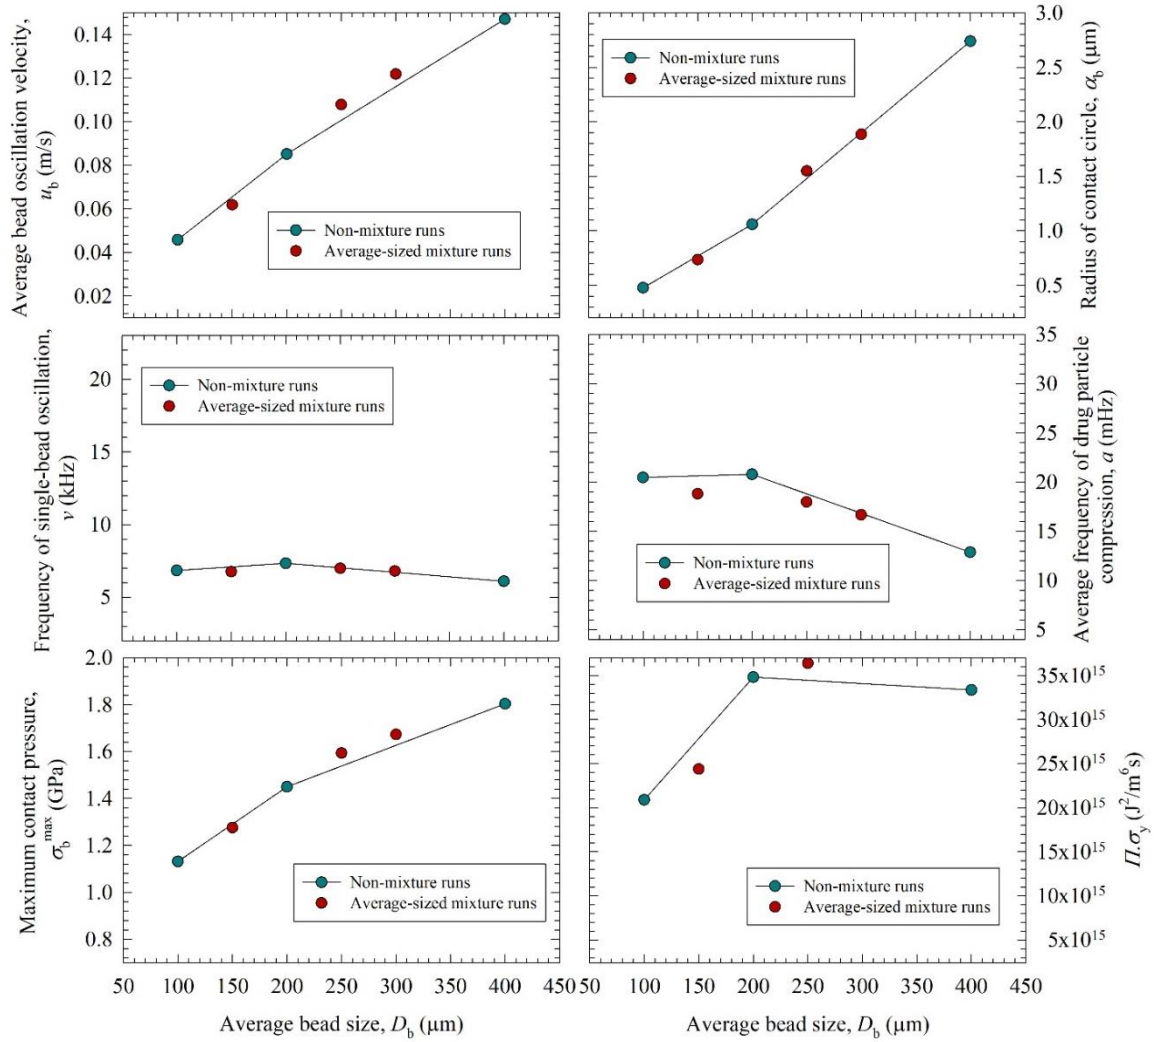 Average bead oscillation velocity,
u_b (m/s)
0.14
0.12
0.10
0.08
0.06
0.04
0.02
Non-mixture runs
Average-sized mixture runs
Non-mixture runs
Average-sized mixture runs
3.0
2.5
2.0
1.5
1.0
0.5
Radius of contact circle, α_b (μm)
Frequency of single-bead oscillation,
ν (kHz)
20
15
10
5
Non-mixture runs
Average-sized mixture runs
Non-mixture runs
Average-sized mixture runs
35
30
25
20
15
10
5
Average frequency of drug particle
compression, a (mHz)
Maximum contact pressure,
σ_b^max (GPa)
2.0
1.8
1.6
1.4
1.2
1.0
0.8
Non-mixture runs
Average-sized mixture runs
50 100 150 200 250 300 350 400 450
Average bead size, D_b (μm)
Non-mixture runs
Average-sized mixture runs
35x10^15
30x10^15
25x10^15
20x10^15
15x10^15
10x10^15
5x10^15
Π.σ_y (J²/m⁶s)
50 100 150 200 250 300 350 400 450
Average bead size, D_b (μm)